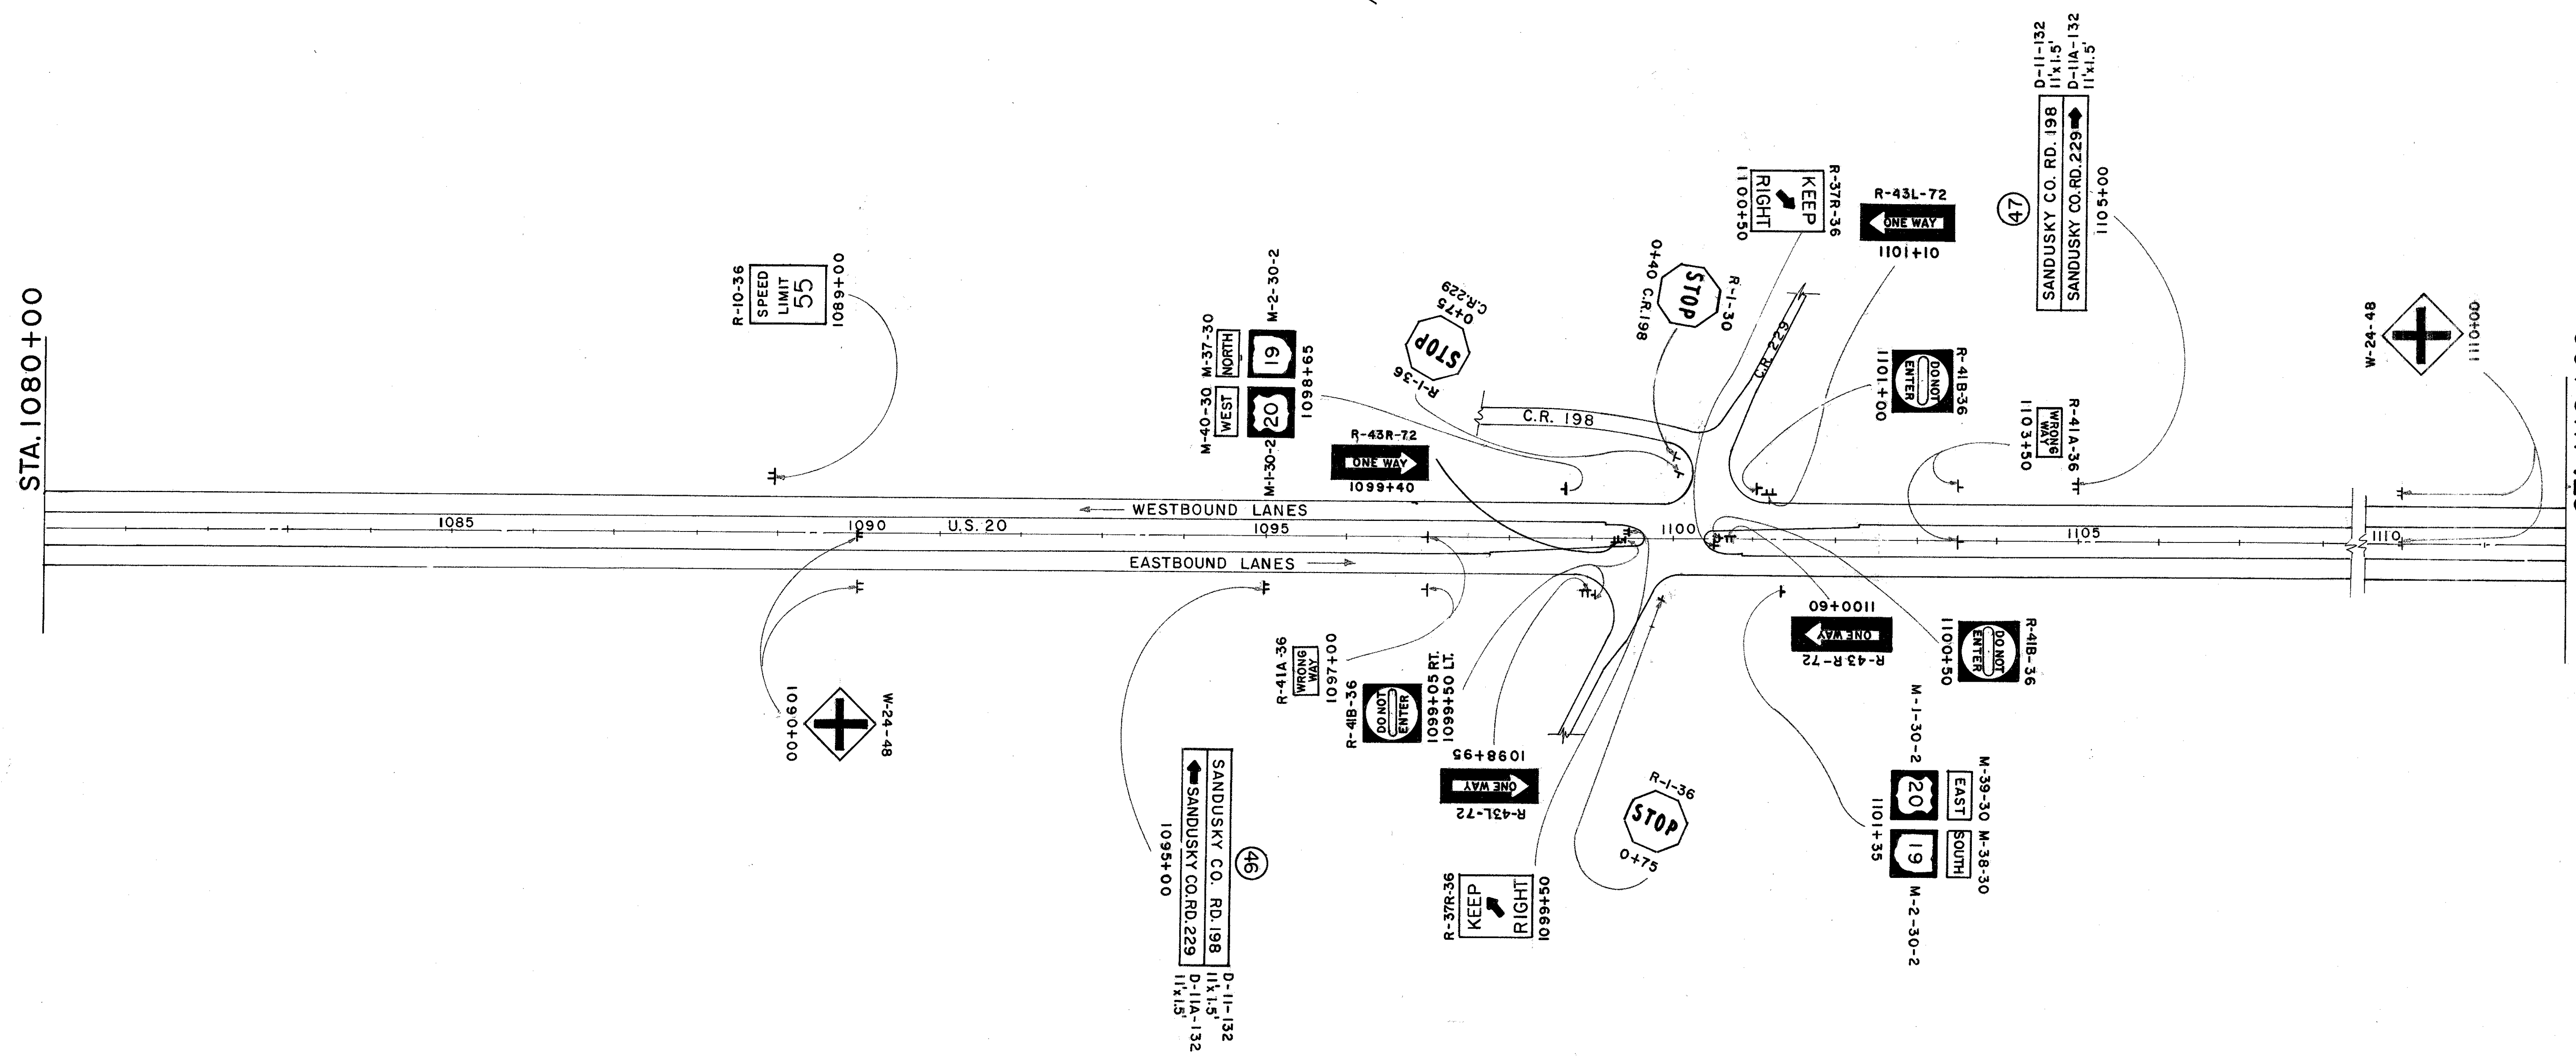 STA. 1080+00
R-10-36
SPEED
LIMIT
55
1089+00
M-37-30
NORTH
19
M-2-30-2
M-40-30
WEST
20
M-1-30-2
1098+65
R-43R-72
ONE WAY
1099+40
0+75
C.R.229
STOP
R-1-36
0+40 C.R.198
STOP
R-1-30
R-37R-36
KEEP
RIGHT
1100+50
R-43L-72
ONE WAY
1101+10
R-41B-36
DO NOT
ENTER
1101+00
R-41A-36
WRONG
WAY
1103+50
47
D-11-132
11'x1.5'
D-11A-132
11'x1.5'
SANDUSKY CO. RD. 198
SANDUSKY CO.RD.229
1105+00
W-24-48
1110+00
C.R. 198
C.R. 229
WESTBOUND LANES
1085
1090
U.S. 20
1095
1100
1105
1110
EASTBOUND LANES
1090+00
W-24-48
1095+00
SANDUSKY CO.RD.229
SANDUSKY CO. RD.198
46
D-11-132
11'x1.5'
D-11A-132
11'x1.5'
R-41A-36
WRONG
WAY
1097+00
R-41B-36
DO NOT
ENTER
1099+05 RT.
1099+50 LT.
1098+95
ONE WAY
R-43L-72
R-37R-36
KEEP
RIGHT
1099+50
R-1-36
STOP
0+75
1100+60
ONE WAY
R-43R-72
R-41B-36
DO NOT
ENTER
1100+50
M-1-30-2
20
M-39-30
EAST
19
M-38-30
SOUTH
M-2-30-2
1101+35